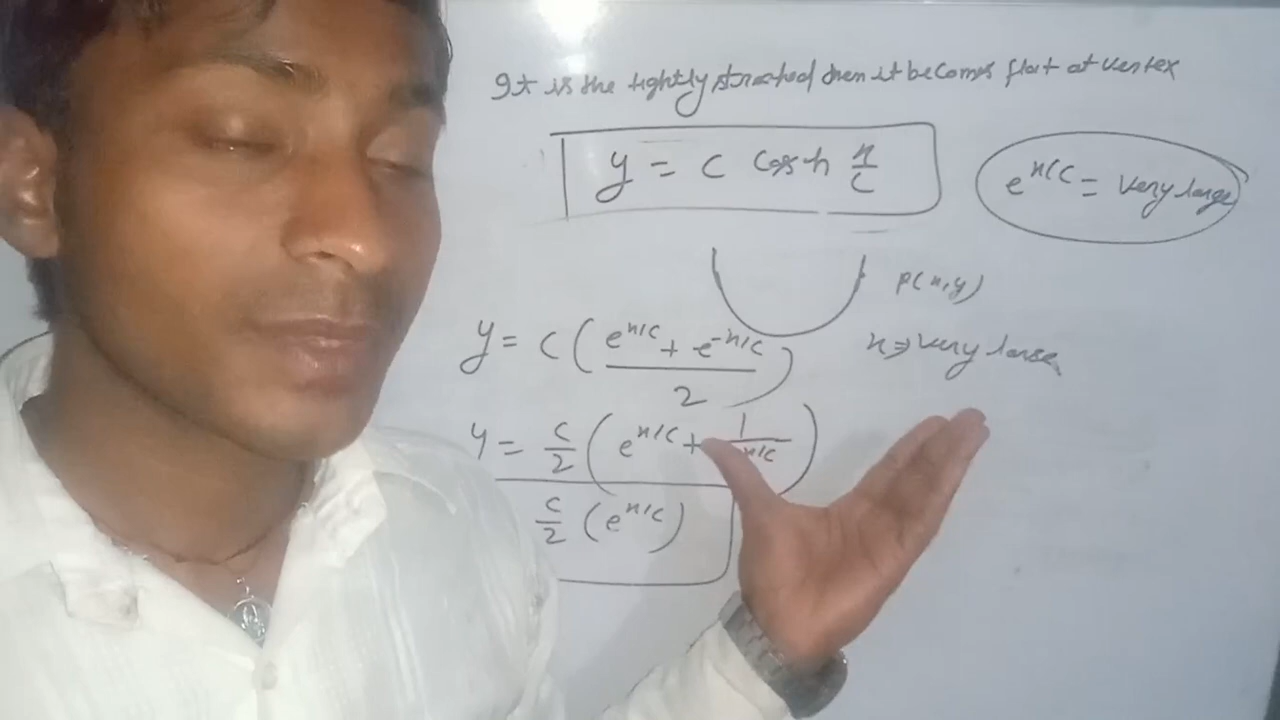 It is the tightly streched then it becomes flat at vertex
y = c cosh x/c
e^x/c = very large
P(x,y)
y = c ( (e^x/c + e^-x/c) / 2 )
x ⇒ very large
y = c/2 ( e^x/c + 1/e^x/c )
c/2 (e^x/c)